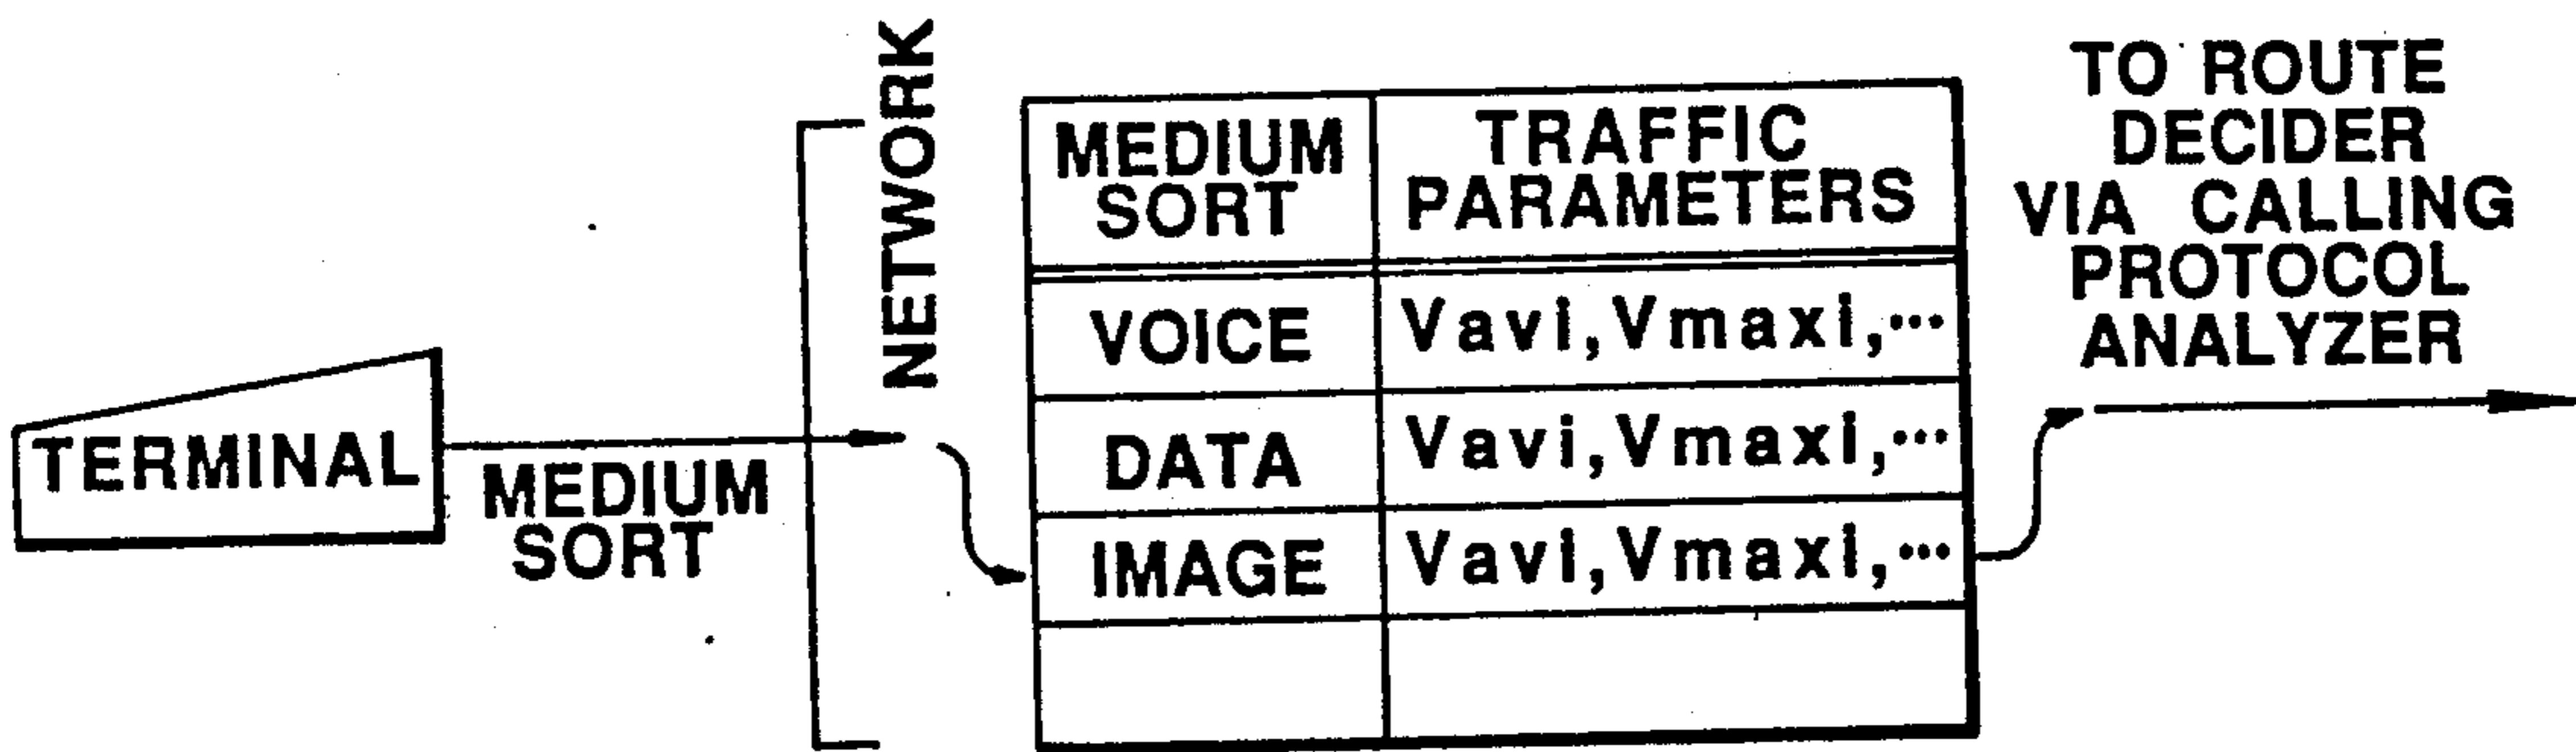 TERMINAL
MEDIUM
SORT
NETWORK
MEDIUM
SORT
TRAFFIC
PARAMETERS
VOICE
Vavi,Vmaxi,···
DATA
Vavi,Vmaxi,···
IMAGE
Vavi,Vmaxi,···
TO ROUTE
DECIDER
VIA CALLING
PROTOCOL
ANALYZER